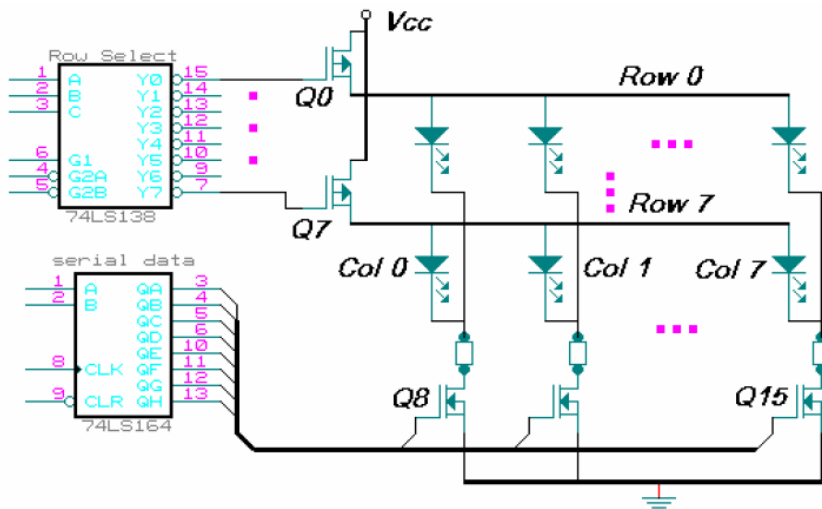 Vcc
Row Select
1 A Y0 15
2 B Y1 14
3 C Y2 13
Y3 12
Y4 11
6 G1 Y5 10
4 G2A Y6 9
5 G2B Y7 7
74LS138
Q0
Row 0
Q7
Row 7
serial data
Col 0
Col 1
Col 7
1 A QA 3
2 B QB 4
QC 5
QD 6
QE 10
8 CLK QF 11
QG 12
9 CLR QH 13
74LS164
Q8
Q15